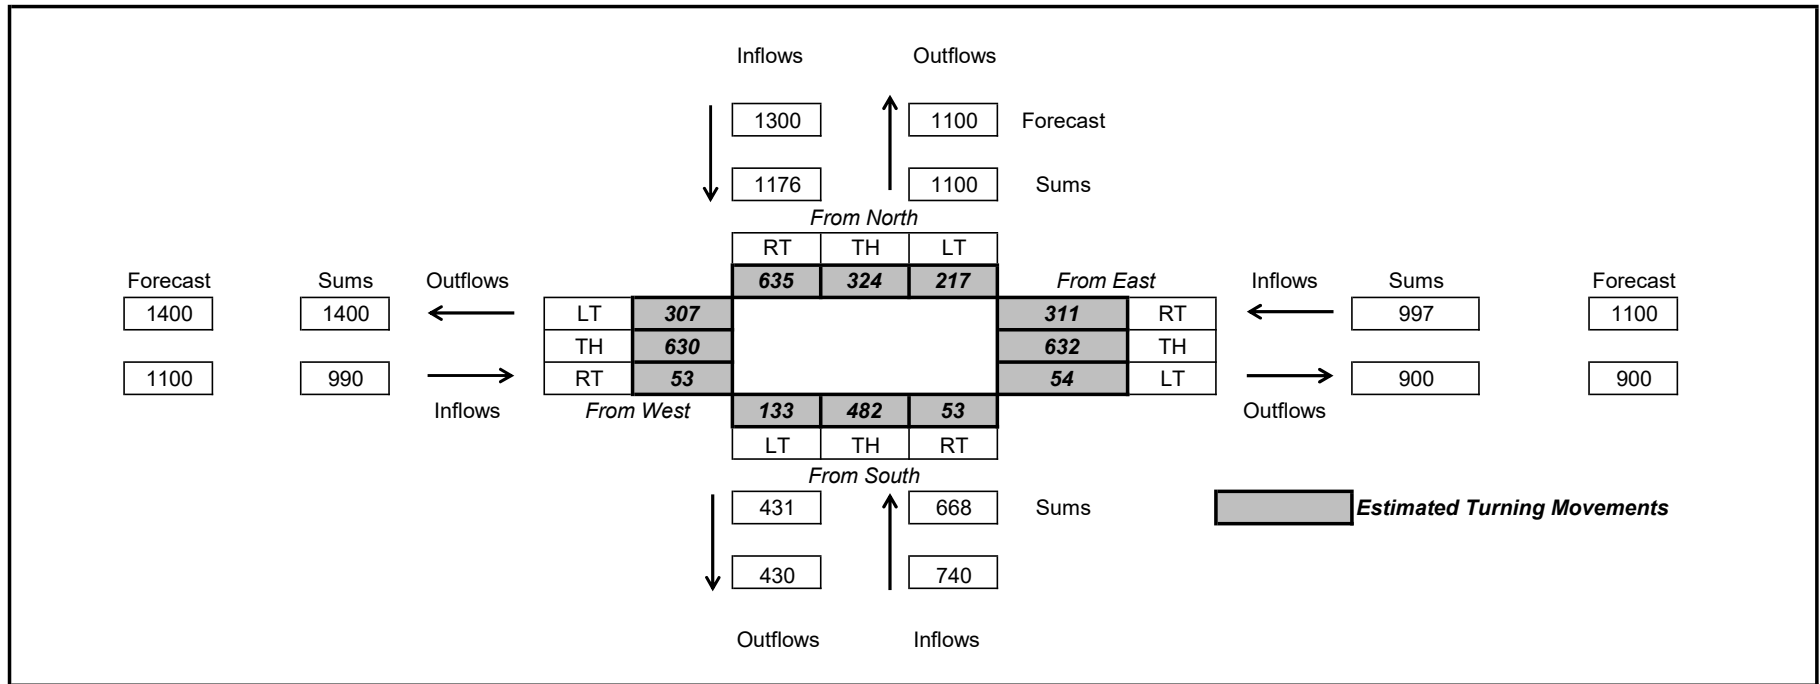 Inflows Outflows
1300 1100 Forecast
1176 1100 Sums
From North
RT TH LT
Forecast Sums Outflows 635 324 217 From East Inflows Sums Forecast
1400 1400 LT 307 311 RT 997 1100
TH 630 632 TH
1100 990 RT 53 54 LT 900 900
Inflows From West 133 482 53 Outflows
LT TH RT
From South
431 668 Sums Estimated Turning Movements
430 740
Outflows Inflows